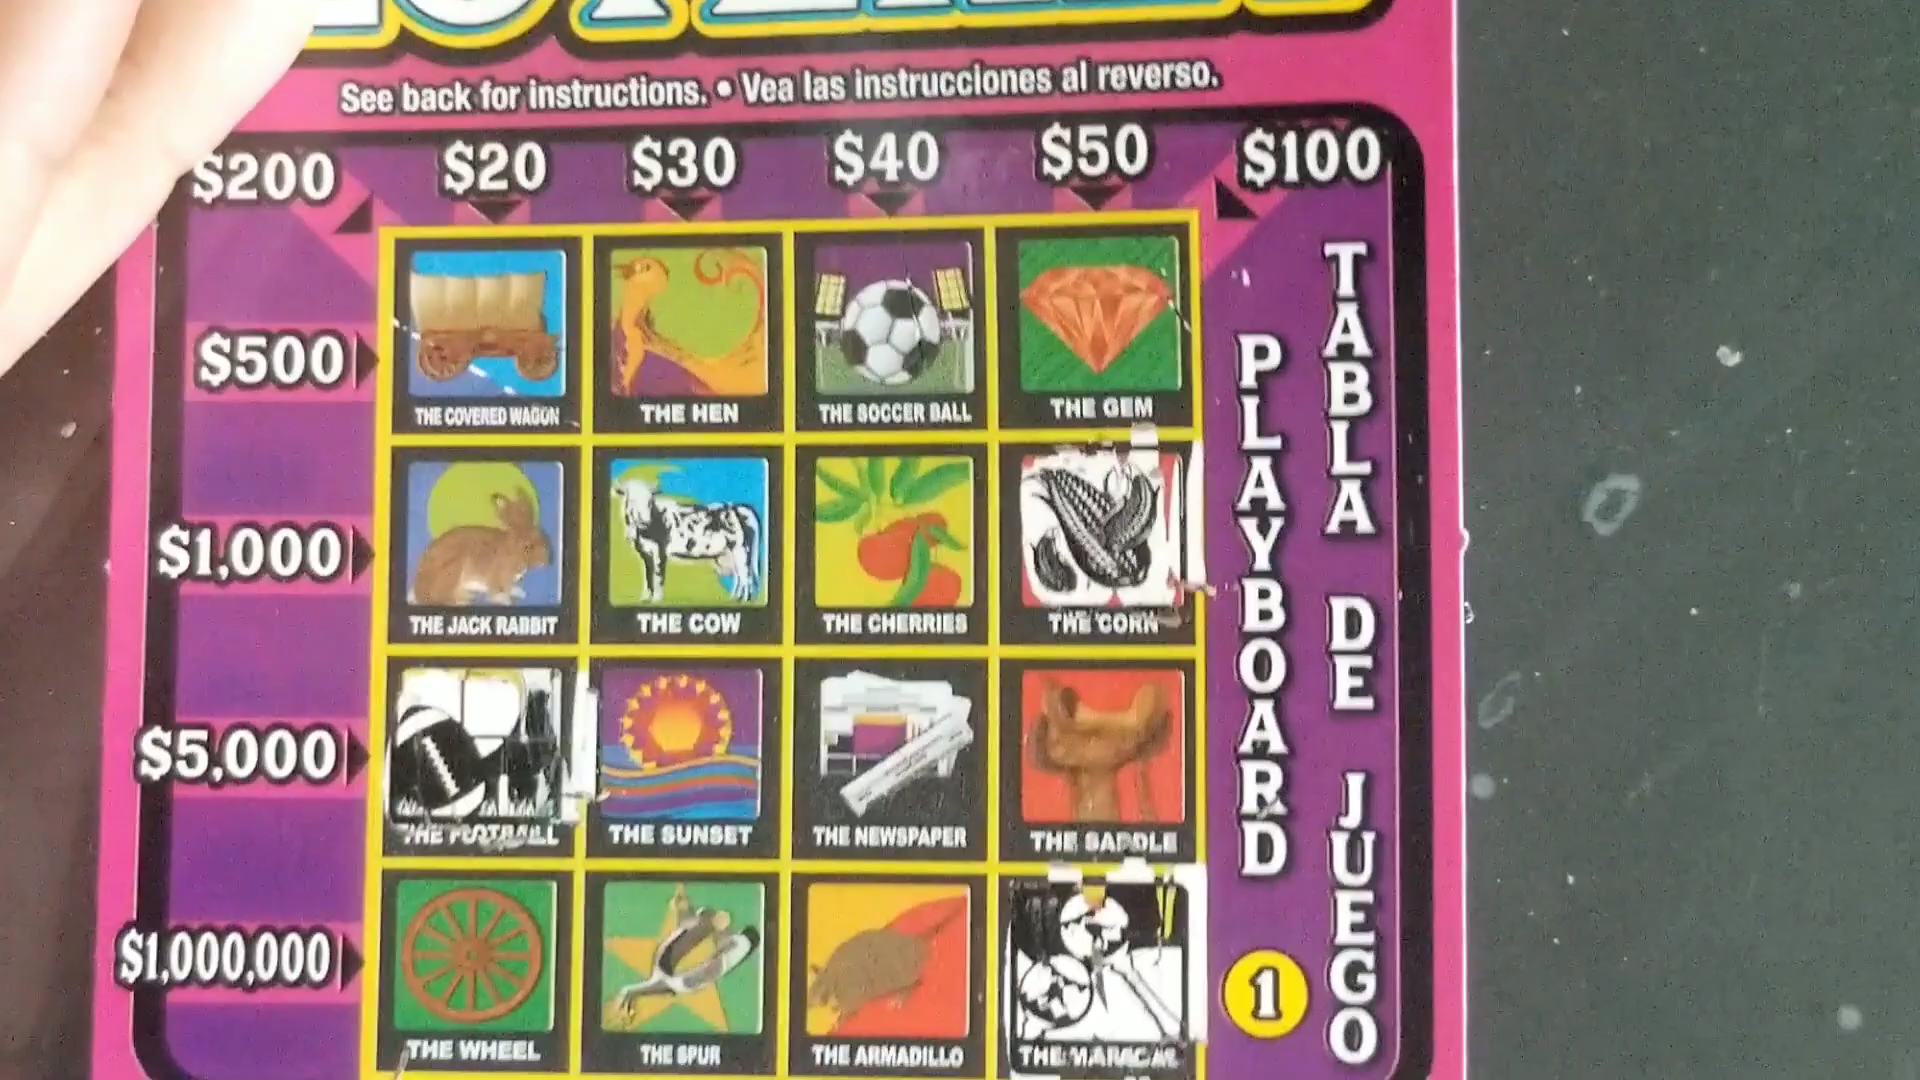 See back for instructions. • Vea las instrucciones al reverso.
$200 $20 $30 $40 $50 $100
$500
THE COVERED WAGON THE HEN THE SOCCER BALL THE GEM
$1,000
THE JACK RABBIT THE COW THE CHERRIES THE CORN
$5,000
THE FOOTBALL THE SUNSET THE NEWSPAPER THE SADDLE
$1,000,000
THE WHEEL THE SPUR THE ARMADILLO THE MARACAS
PLAYBOARD 1
TABLA DE JUEGO